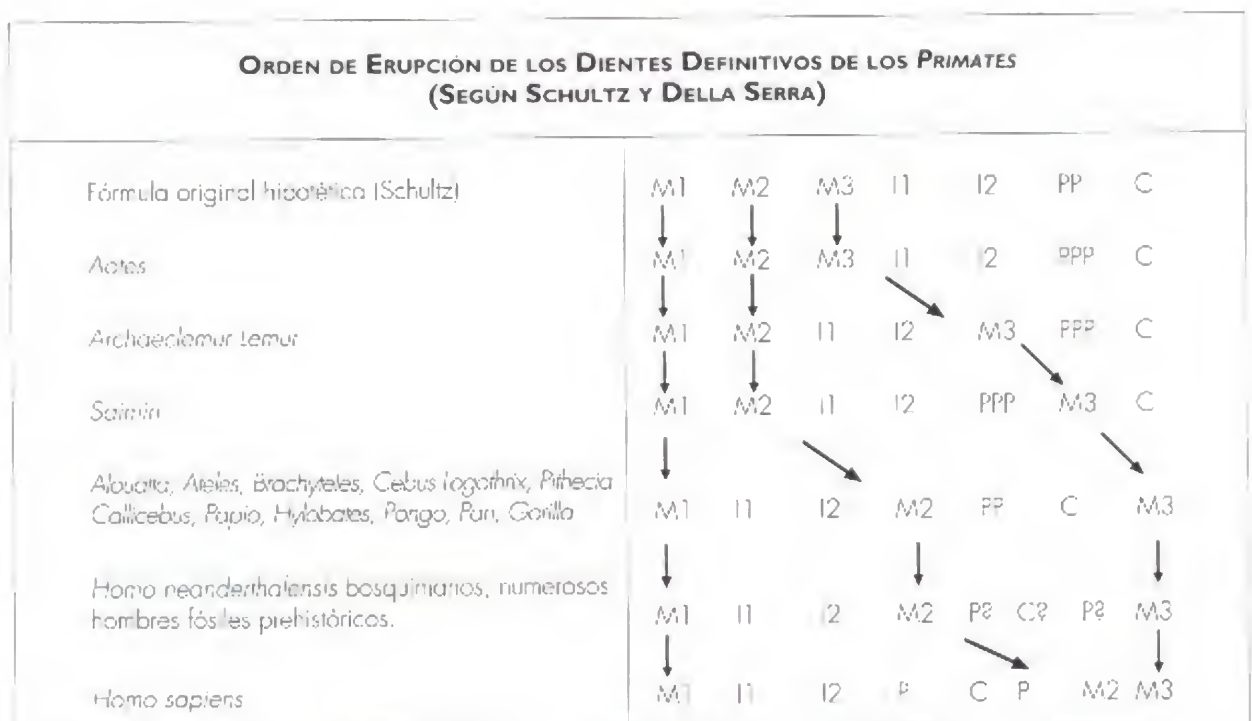 ORDEN DE ERUPCIÓN DE LOS DIENTES DEFINITIVOS DE LOS PRIMATES
(SEGÚN SCHULTZ Y DELLA SERRA)
Fórmula original hipotética (Schultz) M1 M2 M3 I1 I2 PP C
Aotes M1 M2 M3 I1 I2 PPP C
Archaeolemur Lemur M1 M2 I1 I2 M3 PPP C
Saimiri M1 M2 I1 I2 PPP M3 C
Alouatta, Ateles, Brachyteles, Cebus logothrix, Pithecia
Callicebus, Papio, Hylobates, Pongo, Pan, Gorilla M1 I1 I2 M2 PP C M3
Homo neanderthalensis bosquimanos, numerosos
hombres fósiles prehistóricos. M1 I1 I2 M2 P? C? P? M3
Homo sapiens M1 I1 I2 P C P M2 M3